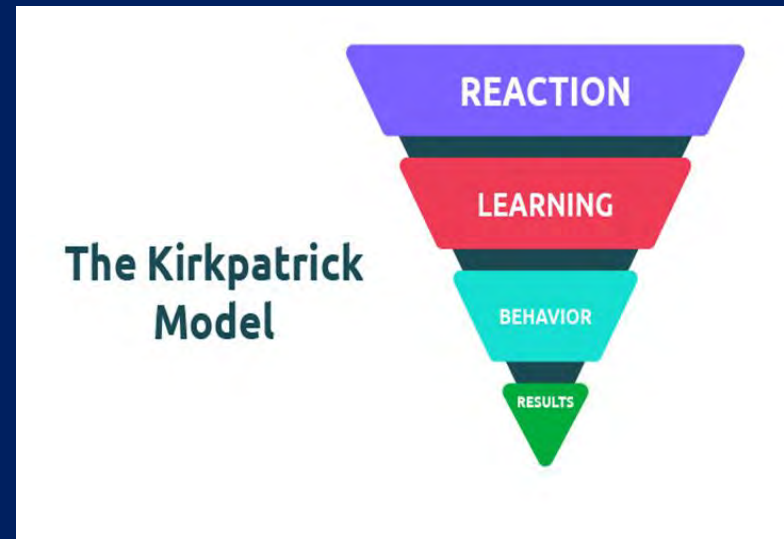 REACTION
LEARNING
The Kirkpatrick
Model
BEHAVIOR
RESULTS